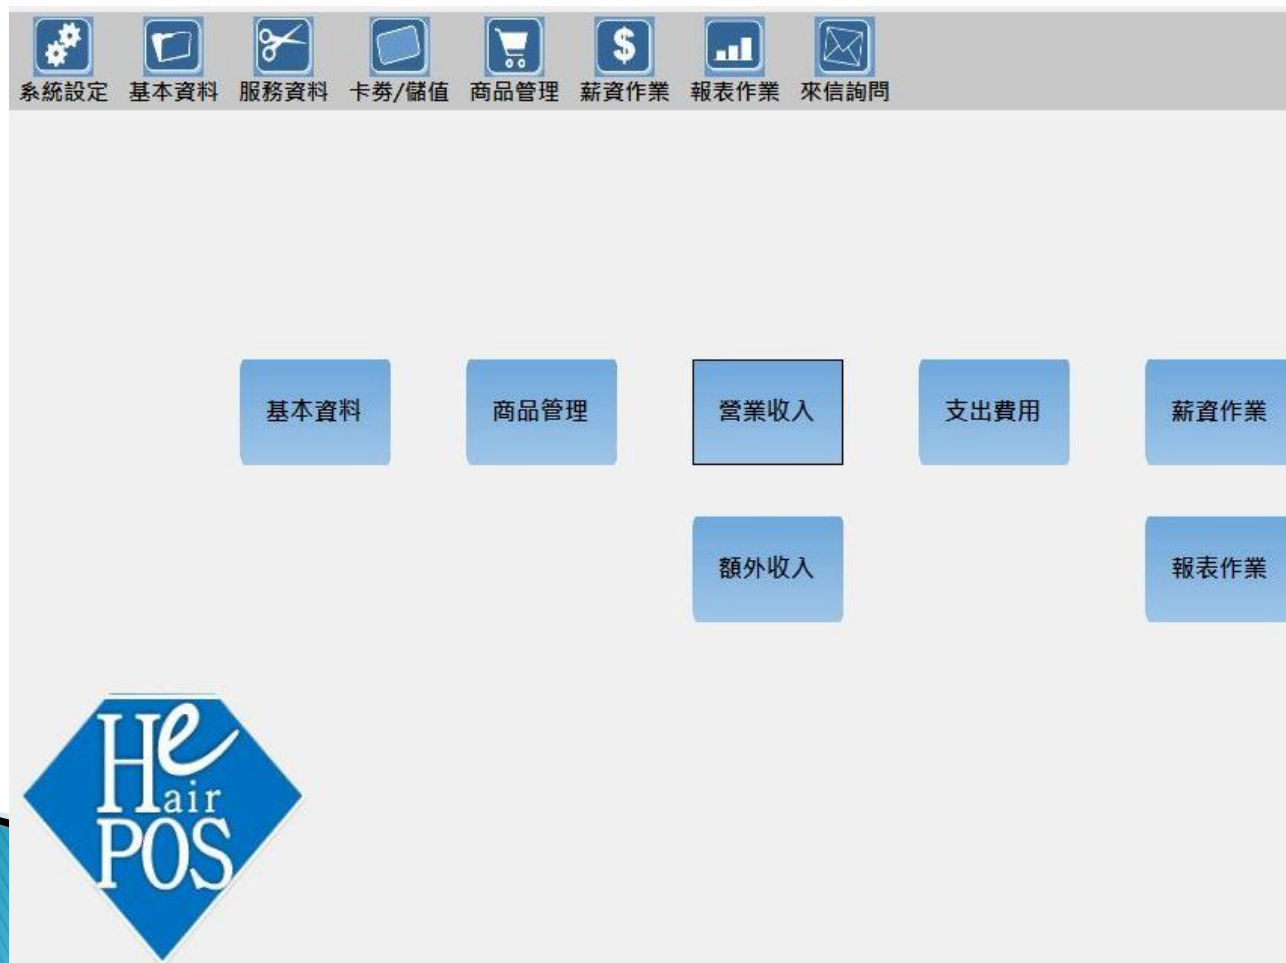 系統設定 基本資料 服務資料 卡劵/儲值 商品管理 薪資作業 報表作業 來信詢問
基本資料 商品管理 營業收入 支出費用 薪資作業
額外收入 報表作業
He
air
POS